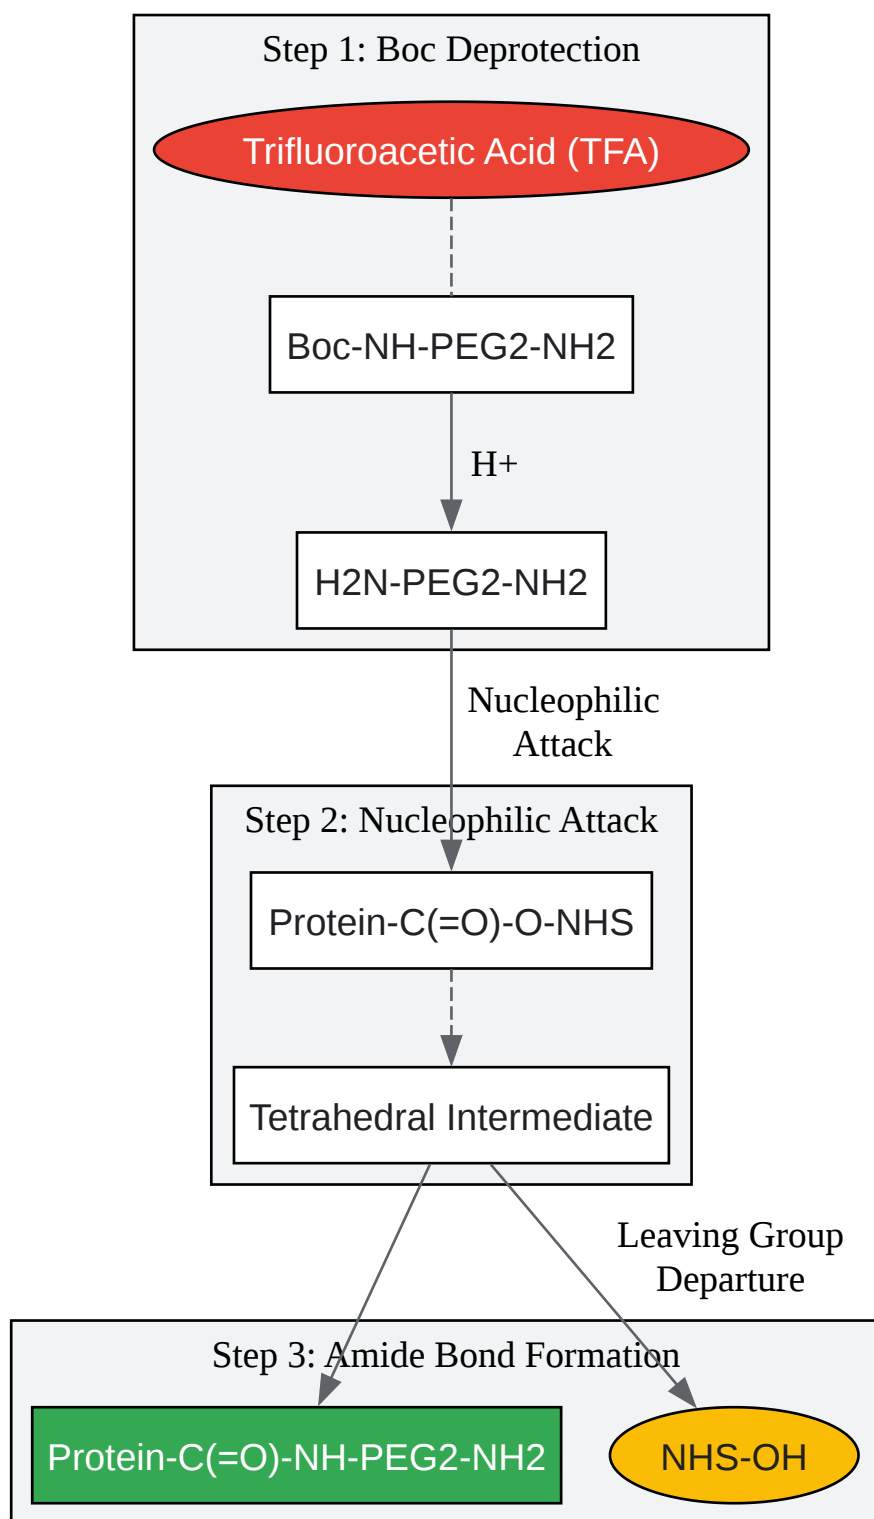 Step 1: Boc Deprotection
Trifluoroacetic Acid (TFA)
Boc-NH-PEG2-NH2
H+
H2N-PEG2-NH2
Nucleophilic
Attack
Step 2: Nucleophilic Attack
Protein-C(=O)-O-NHS
Tetrahedral Intermediate
Leaving Group
Departure
Step 3: Amide Bond Formation
Protein-C(=O)-NH-PEG2-NH2
NHS-OH